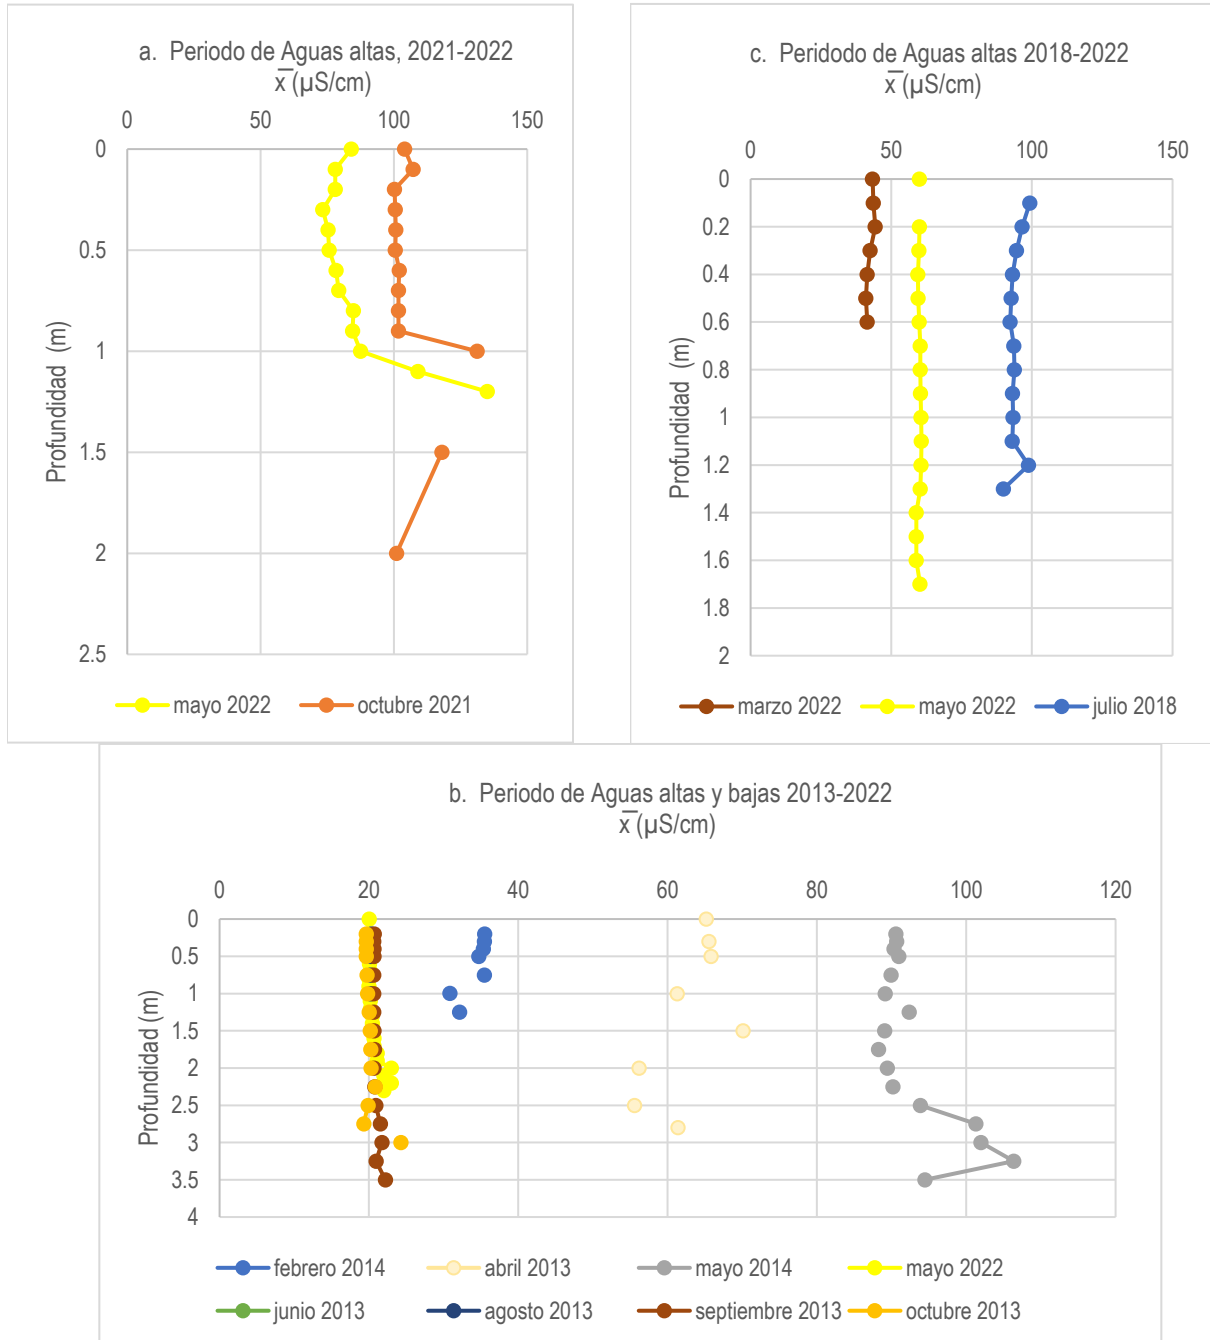 a. Periodo de Aguas altas, 2021-2022
x̅ (µS/cm)
0 50 100 150
0
0.5
1
1.5
2
2.5
Profundidad (m)
mayo 2022 octubre 2021
c. Peridodo de Aguas altas 2018-2022
x̅ (µS/cm)
0 50 100 150
0
0.2
0.4
0.6
0.8
1
1.2
1.4
1.6
1.8
2
Profundidad (m)
marzo 2022 mayo 2022 julio 2018
b. Periodo de Aguas altas y bajas 2013-2022
x̅ (µS/cm)
0 20 40 60 80 100 120
0
0.5
1
1.5
2
2.5
3
3.5
4
Profundidad (m)
febrero 2014 abril 2013 mayo 2014 mayo 2022
junio 2013 agosto 2013 septiembre 2013 octubre 2013